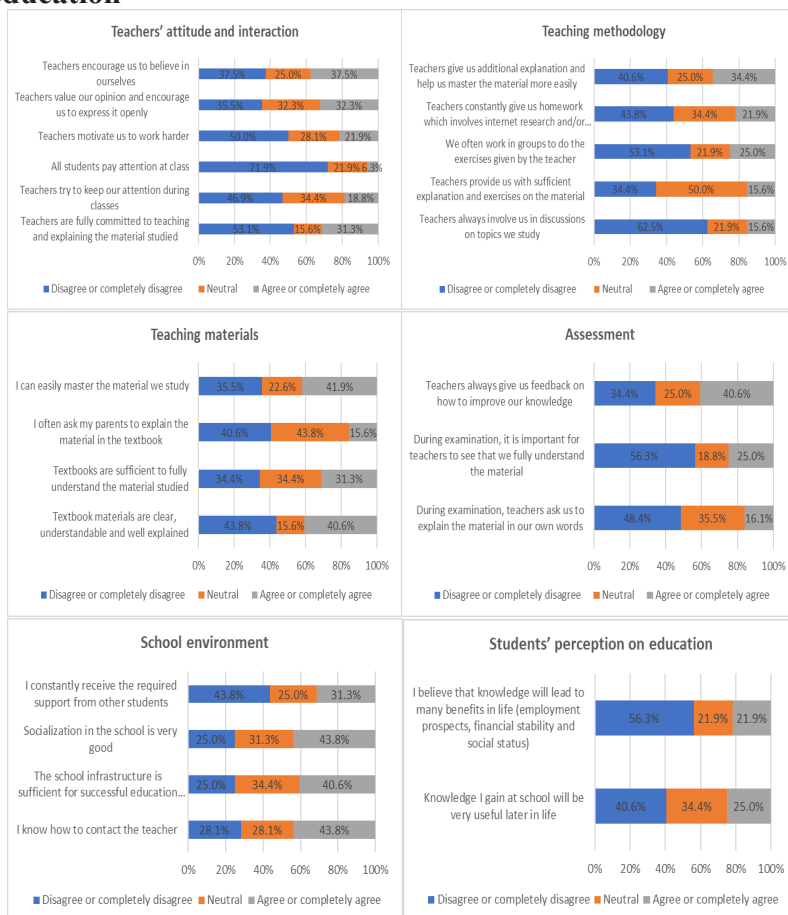 education
Teachers' attitude and interaction
Teachers encourage us to believe in
ourselves
37.5% 25.0% 37.5%
Teachers value our opinion and encourage
us to express it openly
35.5% 32.3% 32.3%
Teachers motivate us to work harder
50.0% 28.1% 21.9%
All students pay attention at class
71.9% 21.9% 6.3%
Teachers try to keep our attention during
classes
46.9% 34.4% 18.8%
Teachers are fully committed to teaching
and explaining the material studied
53.1% 15.6% 31.3%
0% 20% 40% 60% 80% 100%
Disagree or completely disagree Neutral Agree or completely agree
Teaching methodology
Teachers give us additional explanation and
help us master the material more easily
40.6% 25.0% 34.4%
Teachers constantly give us homework
which involves internet research and/or...
43.8% 34.4% 21.9%
We often work in groups to do the
exercises given by the teacher
53.1% 21.9% 25.0%
Teachers provide us with sufficient
explanation and exercises on the material
34.4% 50.0% 15.6%
Teachers always involve us in discussions
on topics we study
62.5% 21.9% 15.6%
0% 20% 40% 60% 80% 100%
Disagree or completely disagree Neutral Agree or completely agree
Teaching materials
I can easily master the material we study
35.5% 22.6% 41.9%
I often ask my parents to explain the
material in the textbook
40.6% 43.8% 15.6%
Textbooks are sufficient to fully
understand the material studied
34.4% 34.4% 31.3%
Textbook materials are clear,
understandable and well explained
43.8% 15.6% 40.6%
0% 20% 40% 60% 80% 100%
Disagree or completely disagree Neutral Agree or completely agree
Assessment
Teachers always give us feedback on
how to improve our knowledge
34.4% 25.0% 40.6%
During examination, it is important for
teachers to see that we fully understand
the material
56.3% 18.8% 25.0%
During examination, teachers ask us to
explain the material in our own words
48.4% 35.5% 16.1%
0% 20% 40% 60% 80% 100%
Disagree or completely disagree Neutral Agree or completely agree
School environment
I constantly receive the required
support from other students
43.8% 25.0% 31.3%
Socialization in the school is very
good
25.0% 31.3% 43.8%
The school infrastructure is
sufficient for successful education...
25.0% 34.4% 40.6%
I know how to contact the teacher
28.1% 28.1% 43.8%
0% 20% 40% 60% 80% 100%
Disagree or completely disagree Neutral Agree or completely agree
Students' perception on education
I believe that knowledge will lead to
many benefits in life (employment
prospects, financial stability and
social status)
56.3% 21.9% 21.9%
Knowledge I gain at school will be
very useful later in life
40.6% 34.4% 25.0%
0% 20% 40% 60% 80% 100%
Disagree or completely disagree Neutral Agree or completely agree